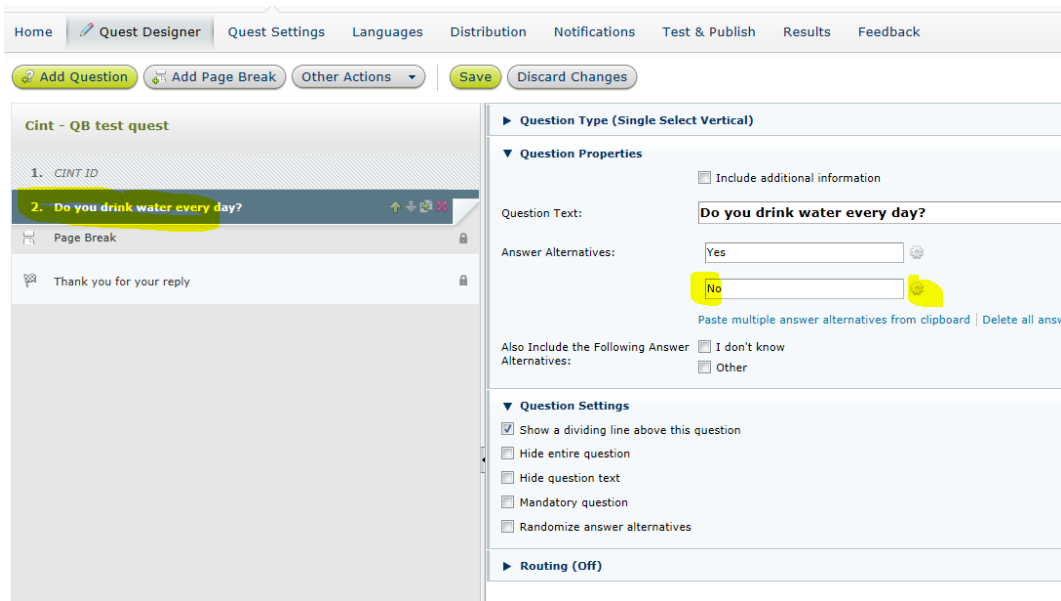 Home Quest Designer Quest Settings Languages Distribution Notifications Test & Publish Results Feedback
Add Question Add Page Break Other Actions Save Discard Changes
Cint - QB test quest
1. CINT ID
2. Do you drink water every day?
Page Break
Thank you for your reply
Question Type (Single Select Vertical)
Question Properties
Include additional information
Question Text: Do you drink water every day?
Answer Alternatives: Yes
No
Paste multiple answer alternatives from clipboard | Delete all answ
Also Include the Following Answer I don't know
Alternatives:
Other
Question Settings
Show a dividing line above this question
Hide entire question
Hide question text
Mandatory question
Randomize answer alternatives
Routing (Off)